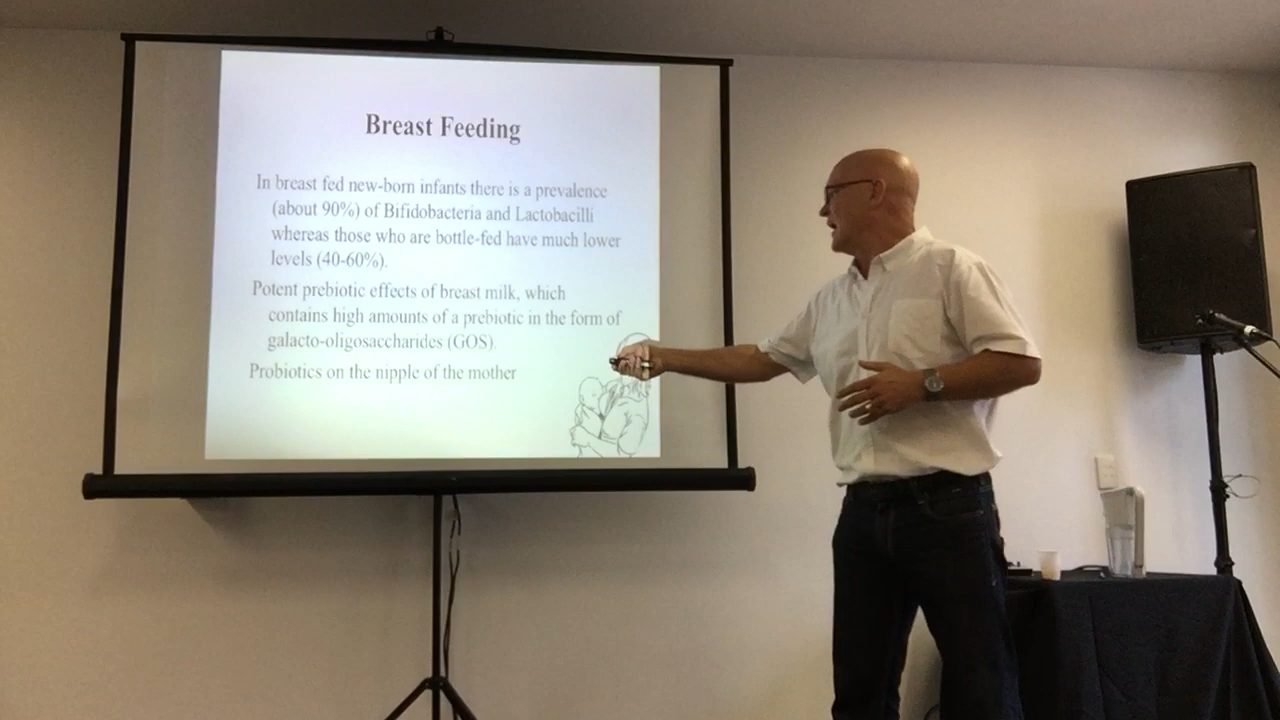 Breast Feeding
In breast fed new-born infants there is a prevalence
(about 90%) of Bifidobacteria and Lactobacilli
whereas those who are bottle-fed have much lower
levels (40-60%).
Potent prebiotic effects of breast milk, which
contains high amounts of a prebiotic in the form of
galacto-oligosaccharides (GOS).
Probiotics on the nipple of the mother